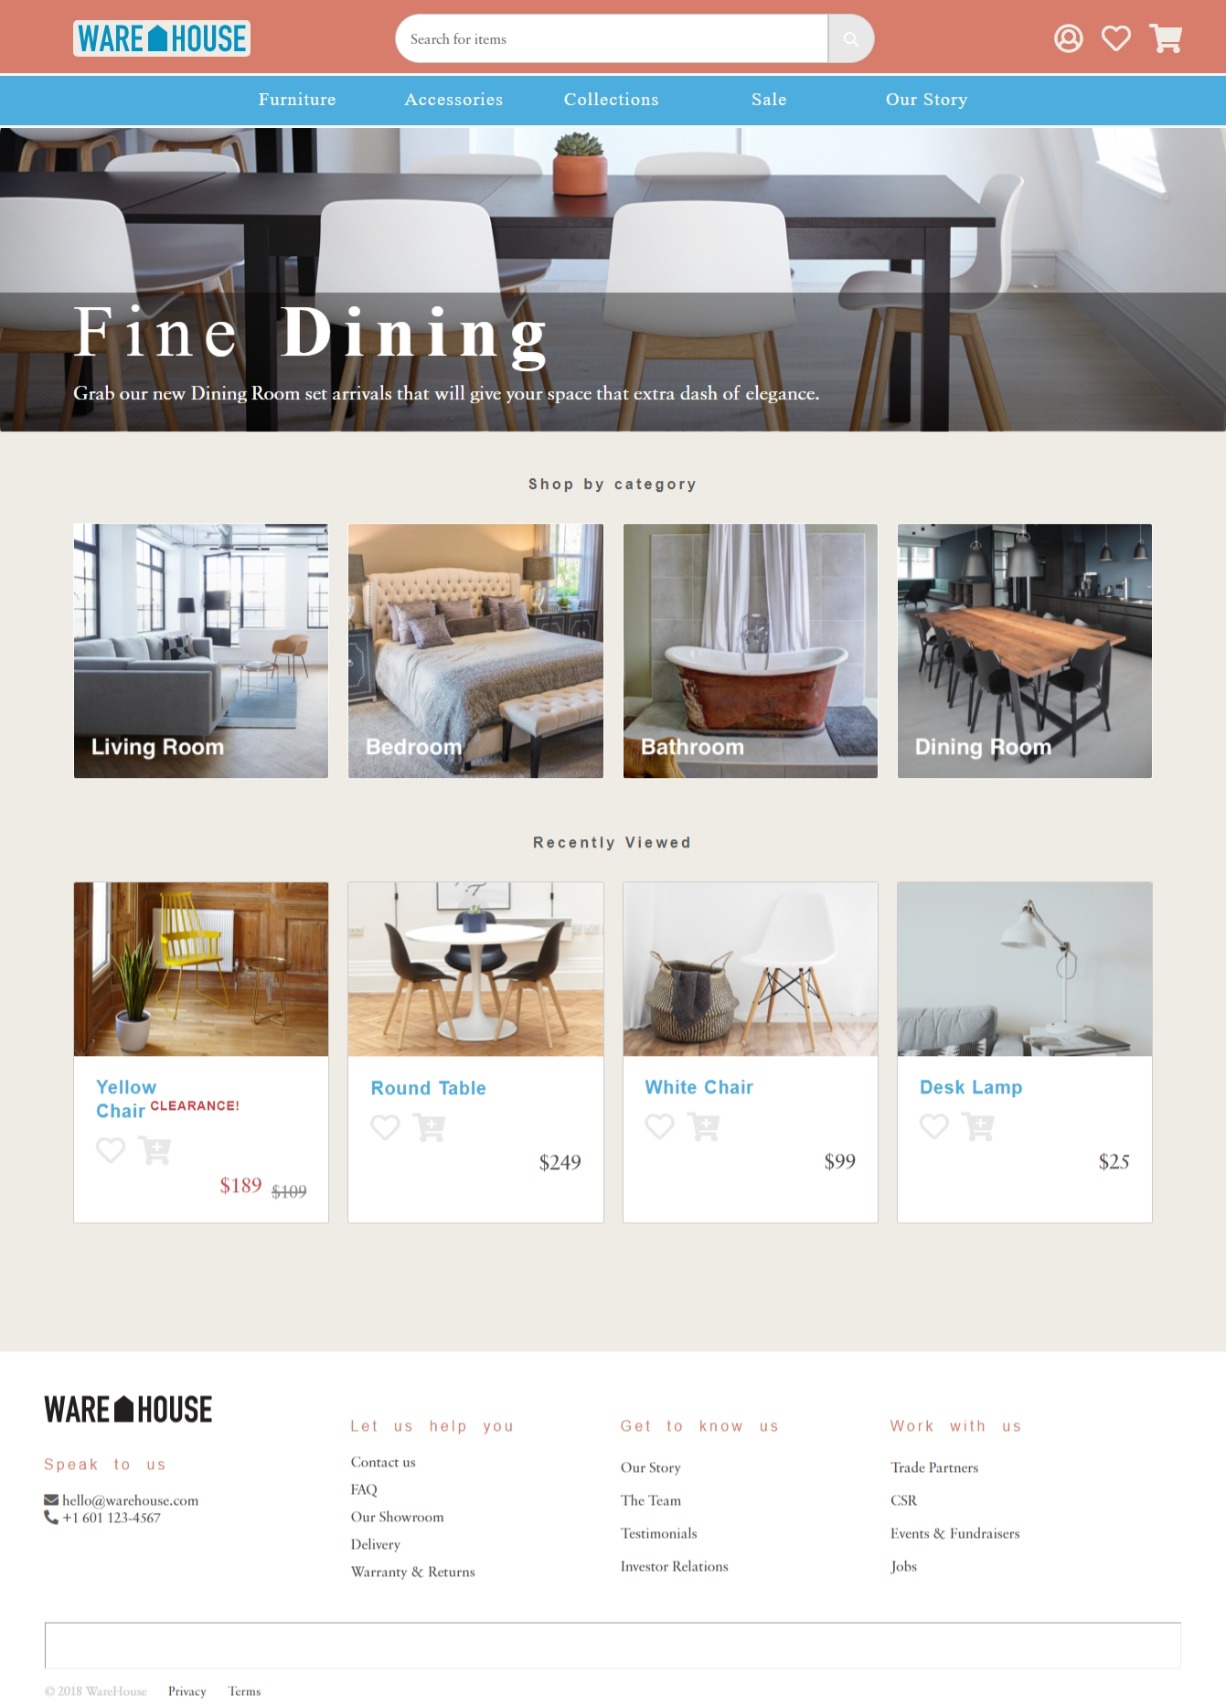 WARE HOUSE
Search for items
Furniture
Accessories
Collections
Sale
Our Story
Fine Dining
Grab our new Dining Room set arrivals that will give your space that extra dash of elegance.
Shop by category
Living Room
Bedroom
Bathroom
Dining Room
Recently Viewed
Yellow
Chair CLEARANCE!
$189 $109
Round Table
$249
White Chair
$99
Desk Lamp
$25
WARE HOUSE
Speak to us
hello@warehouse.com
+1 601 123-4567
Let us help you
Contact us
FAQ
Our Showroom
Delivery
Warranty & Returns
Get to know us
Our Story
The Team
Testimonials
Investor Relations
Work with us
Trade Partners
CSR
Events & Fundraisers
Jobs
© 2018 WareHouse Privacy Terms